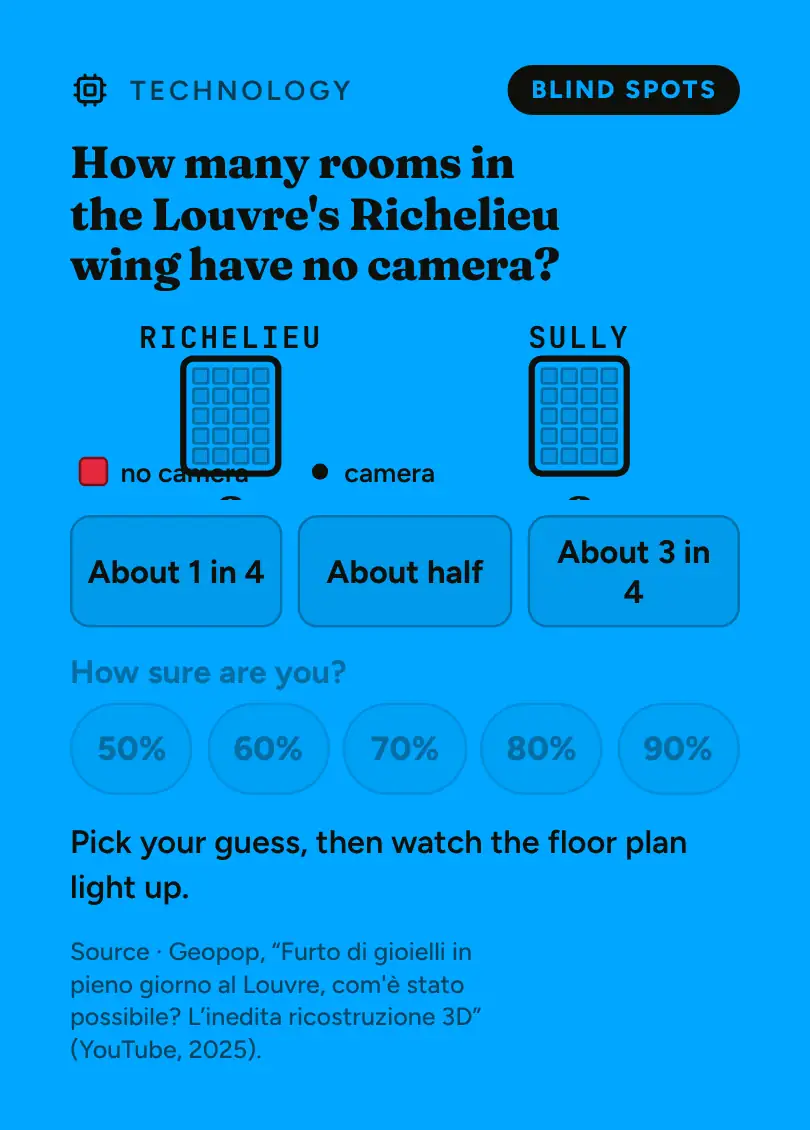 TECHNOLOGY
BLIND SPOTS
How many rooms in
the Louvre's Richelieu
wing have no camera?
RICHELIEU
SULLY
no camera
camera
About 1 in 4
About half
About 3 in
4
How sure are you?
50%
60%
70%
80%
90%
Pick your guess, then watch the floor plan
light up.
Source · Geopop, “Furto di gioielli in
pieno giorno al Louvre, com'è stato
possibile? L’inedita ricostruzione 3D”
(YouTube, 2025).